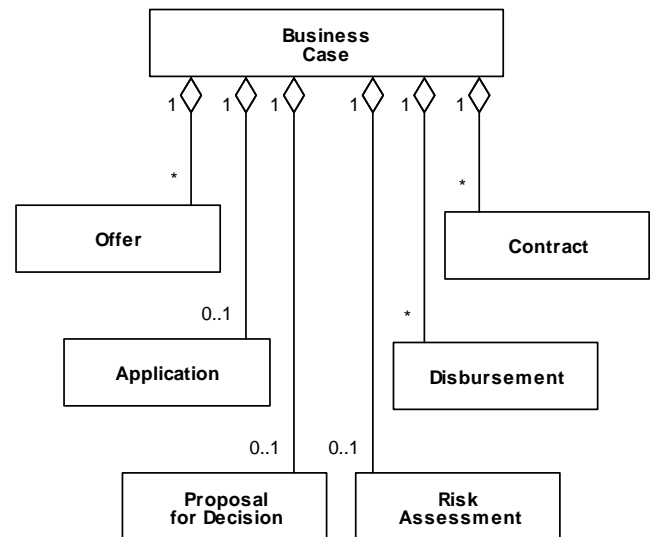 Business
Case
1 1 1 1 1 1
*
*
Offer
Contract
0..1
*
Application
Disbursement
0..1
0..1
Proposal
for Decision
Risk
Assessment